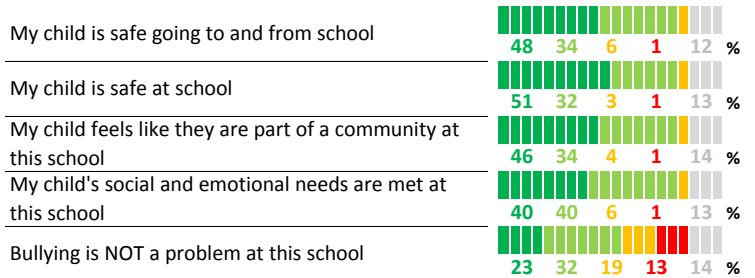 My child is safe going to and from school
48 34 6 1 12 %
My child is safe at school
51 32 3 1 13 %
My child feels like they are part of a community at
this school
46 34 4 1 14 %
My child's social and emotional needs are met at
this school
40 40 6 1 13 %
Bullying is NOT a problem at this school
23 32 19 13 14 %